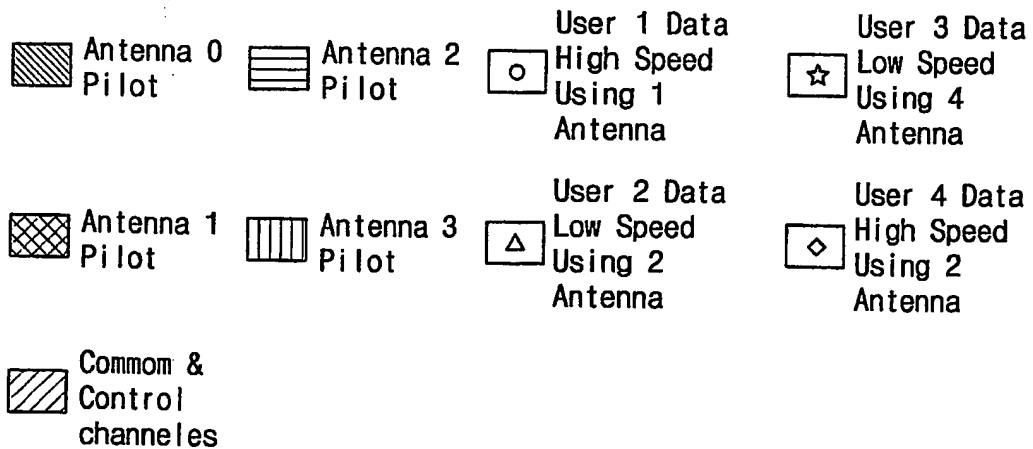 Antenna 0
Pilot
Antenna 2
Pilot
User 1 Data
High Speed
Using 1
Antenna
User 3 Data
Low Speed
Using 4
Antenna
Antenna 1
Pilot
Antenna 3
Pilot
User 2 Data
Low Speed
Using 2
Antenna
User 4 Data
High Speed
Using 2
Antenna
Commom &
Control
channeles